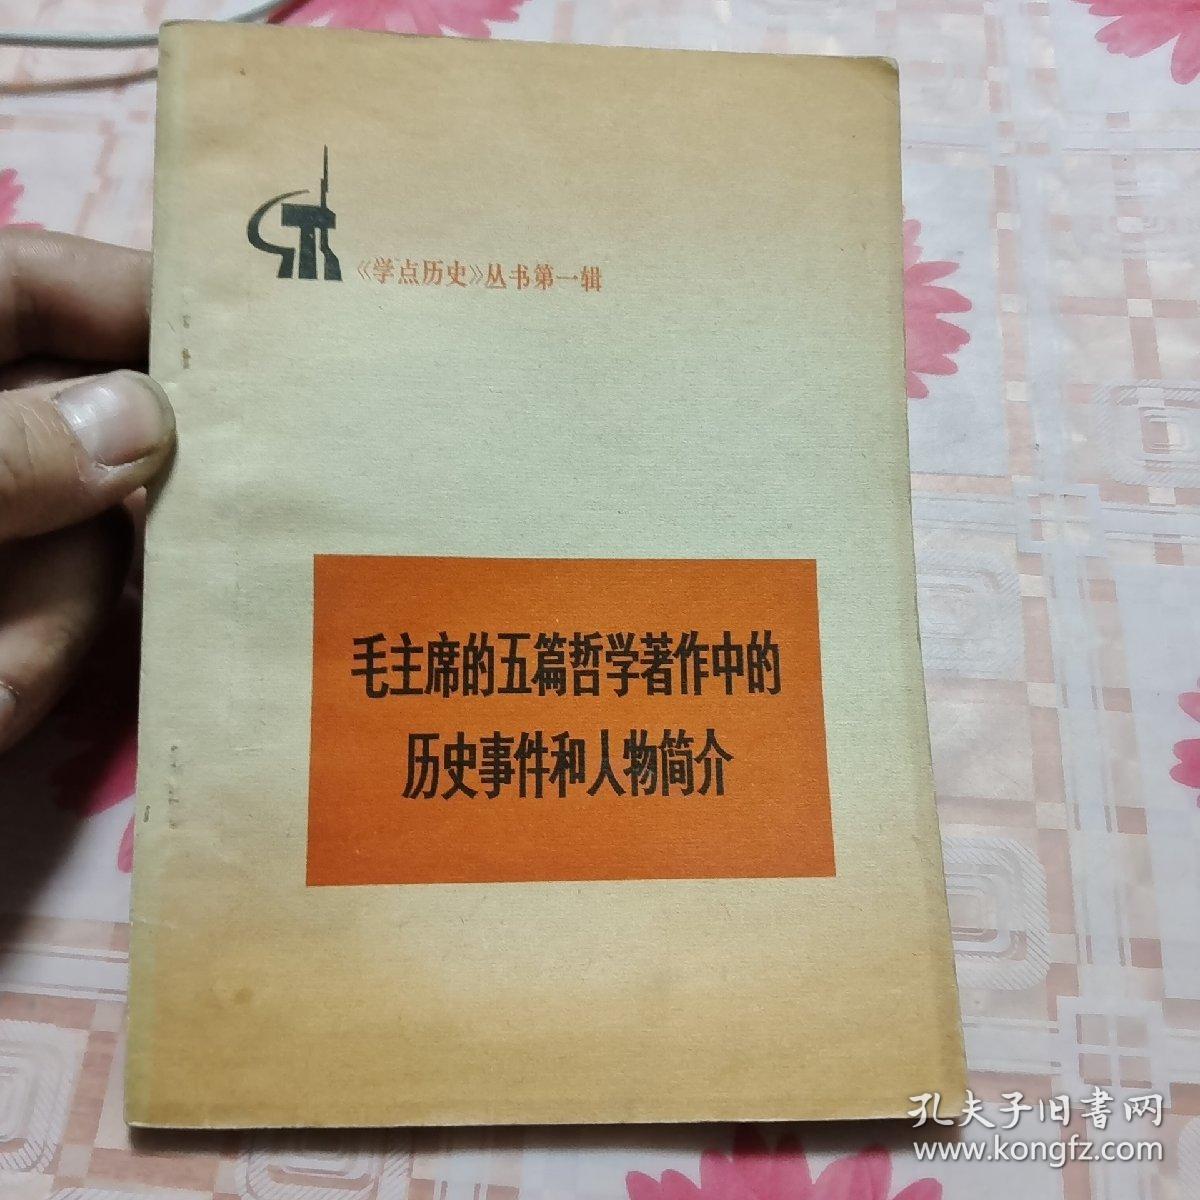 《学点历史》丛书第一辑
毛主席的五篇哲学著作中的
历史事件和人物简介
孔夫子旧書网
www.kongfz.com